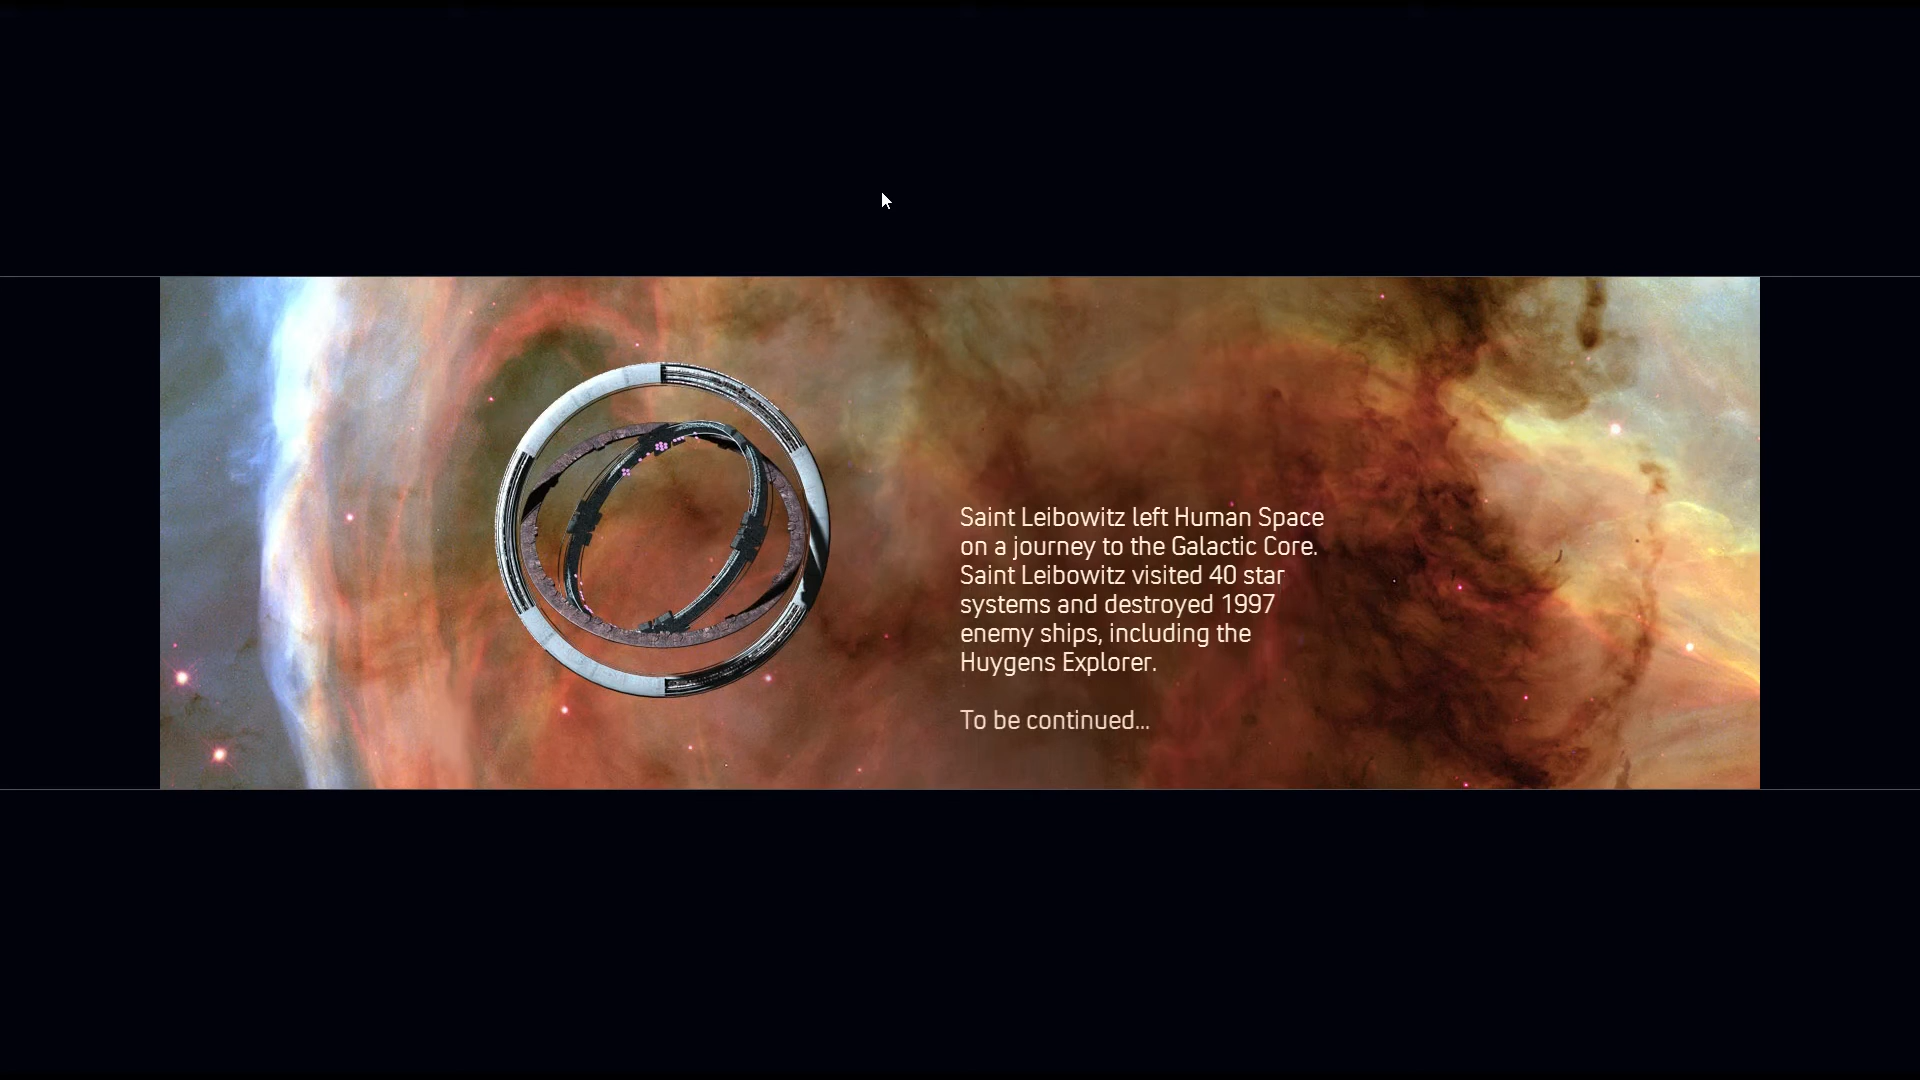 Saint Leibowitz left Human Space
on a journey to the Galactic Core.
Saint Leibowitz visited 40 star
systems and destroyed 1997
enemy ships, including the
Huygens Explorer.
To be continued...